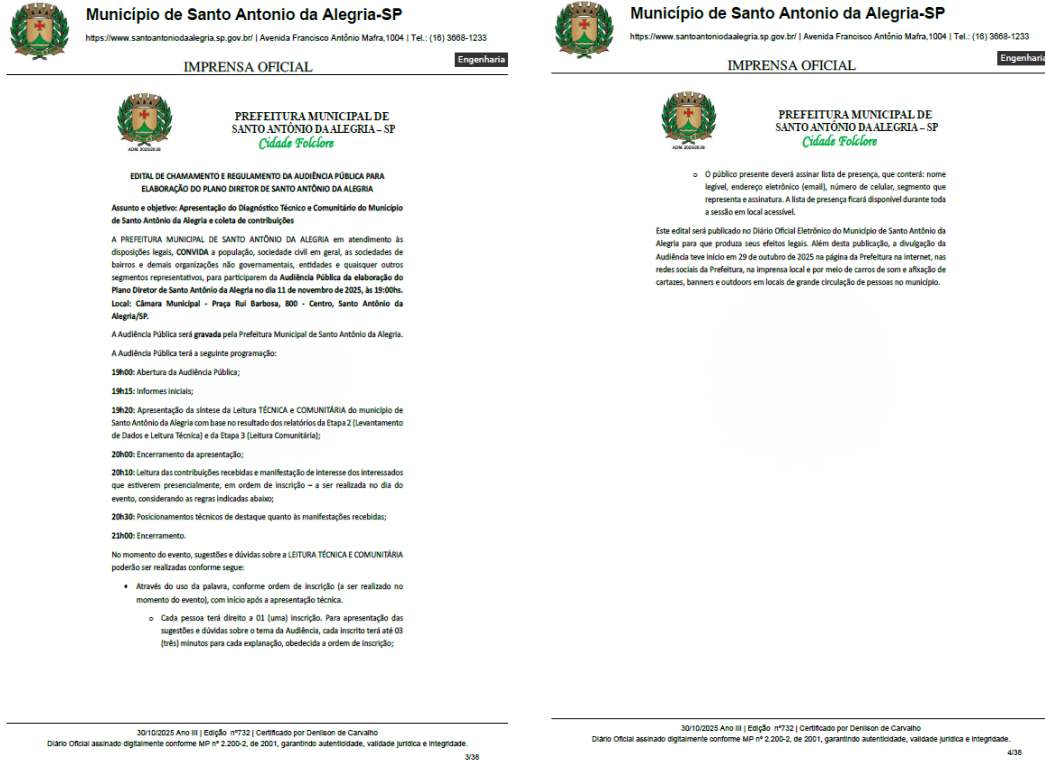 Município de Santo Antonio da Alegria-SP
https://www.santoantoniodaalegria.sp.gov.br/ | Avenida Francisco Antônio Mafra,1004 | Tel.: (16) 3668-1233
Engenharia
IMPRENSA OFICIAL
PREFEITURA MUNICIPAL DE
SANTO ANTÔNIO DA ALEGRIA – SP
Cidade Folclore
ADM. 2025/2028
EDITAL DE CHAMAMENTO E REGULAMENTO DA AUDIÊNCIA PÚBLICA PARA
ELABORAÇÃO DO PLANO DIRETOR DE SANTO ANTÔNIO DA ALEGRIA
Assunto e objetivo: Apresentação do Diagnóstico Técnico e Comunitário do Município
de Santo Antônio da Alegria e coleta de contribuições
A PREFEITURA MUNICIPAL DE SANTO ANTÔNIO DA ALEGRIA em atendimento às
disposições legais, CONVIDA a população, sociedade civil em geral, as sociedades de
bairros e demais organizações não governamentais, entidades e quaisquer outros
segmentos representativos, para participarem da Audiência Pública da elaboração do
Plano Diretor de Santo Antônio da Alegria no dia 11 de novembro de 2025, às 19:00hs.
Local: Câmara Municipal - Praça Rui Barbosa, 800 - Centro, Santo Antônio da
Alegria/SP.
A Audiência Pública será gravada pela Prefeitura Municipal de Santo Antônio da Alegria.
A Audiência Pública terá a seguinte programação:
19h00: Abertura da Audiência Pública;
19h15: Informes iniciais;
19h20: Apresentação da síntese da Leitura TÉCNICA e COMUNITÁRIA do município de
Santo Antônio da Alegria com base no resultado dos relatórios da Etapa 2 (Levantamento
de Dados e Leitura Técnica) e da Etapa 3 (Leitura Comunitária);
20h00: Encerramento da apresentação;
20h10: Leitura das contribuições recebidas e manifestação de interesse dos interessados
que estiverem presencialmente, em ordem de inscrição – a ser realizada no dia do
evento, considerando as regras indicadas abaixo;
20h30: Posicionamentos técnicos de destaque quanto às manifestações recebidas;
21h00: Encerramento.
No momento do evento, sugestões e dúvidas sobre a LEITURA TÉCNICA E COMUNITÁRIA
poderão ser realizadas conforme segue:
• Através do uso da palavra, conforme ordem de inscrição (a ser realizado no
momento do evento), com início após a apresentação técnica.
o Cada pessoa terá direito a 01 (uma) inscrição. Para apresentação das
sugestões e dúvidas sobre o tema da Audiência, cada inscrito terá até 03
(três) minutos para cada explanação, obedecida a ordem de inscrição;
30/10/2025 Ano III | Edição nº732 | Certificado por Denilson de Carvalho
Diário Oficial assinado digitalmente conforme MP nº 2.200-2, de 2001, garantindo autenticidade, validade jurídica e integridade.
3/38
Município de Santo Antonio da Alegria-SP
https://www.santoantoniodaalegria.sp.gov.br/ | Avenida Francisco Antônio Mafra,1004 | Tel.: (16) 3668-1233
Engenharia
IMPRENSA OFICIAL
PREFEITURA MUNICIPAL DE
SANTO ANTÔNIO DA ALEGRIA – SP
Cidade Folclore
ADM. 2025/2028
o O público presente deverá assinar lista de presença, que conterá: nome
legível, endereço eletrônico (email), número de celular, segmento que
representa e assinatura. A lista de presença ficará disponível durante toda
a sessão em local acessível.
Este edital será publicado no Diário Oficial Eletrônico do Município de Santo Antônio da
Alegria para que produza seus efeitos legais. Além desta publicação, a divulgação da
Audiência teve início em 29 de outubro de 2025 na página da Prefeitura na internet, nas
redes sociais da Prefeitura, na imprensa local e por meio de carros de som e afixação de
cartazes, banners e outdoors em locais de grande circulação de pessoas no município.
30/10/2025 Ano III | Edição nº732 | Certificado por Denilson de Carvalho
Diário Oficial assinado digitalmente conforme MP nº 2.200-2, de 2001, garantindo autenticidade, validade jurídica e integridade.
4/38